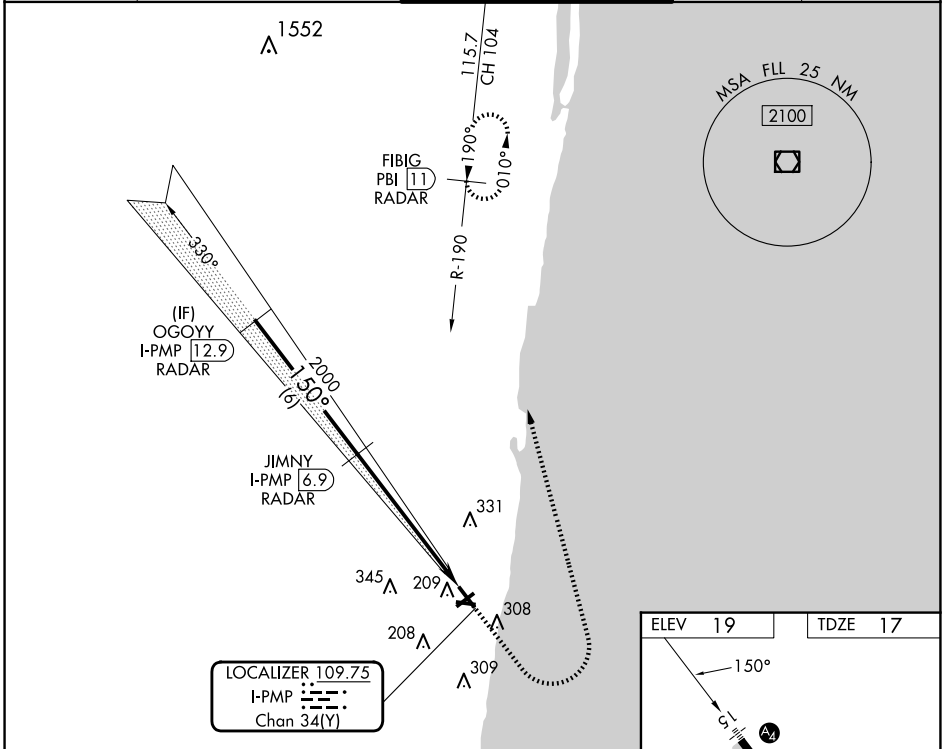 1552
115.7
CH 104
MSA FLL 25 NM
2100
190°
010°
FIBIG
PBI 11
RADAR
R-190
330°
(IF)
OGOYY
I-PMP 12.9
RADAR
2000
150°
(6)
JIMNY
I-PMP 6.9
RADAR
331
345
209
308
208
309
LOCALIZER 109.75
I-PMP
Chan 34(Y)
ELEV 19
TDZE 17
150°
15
A4